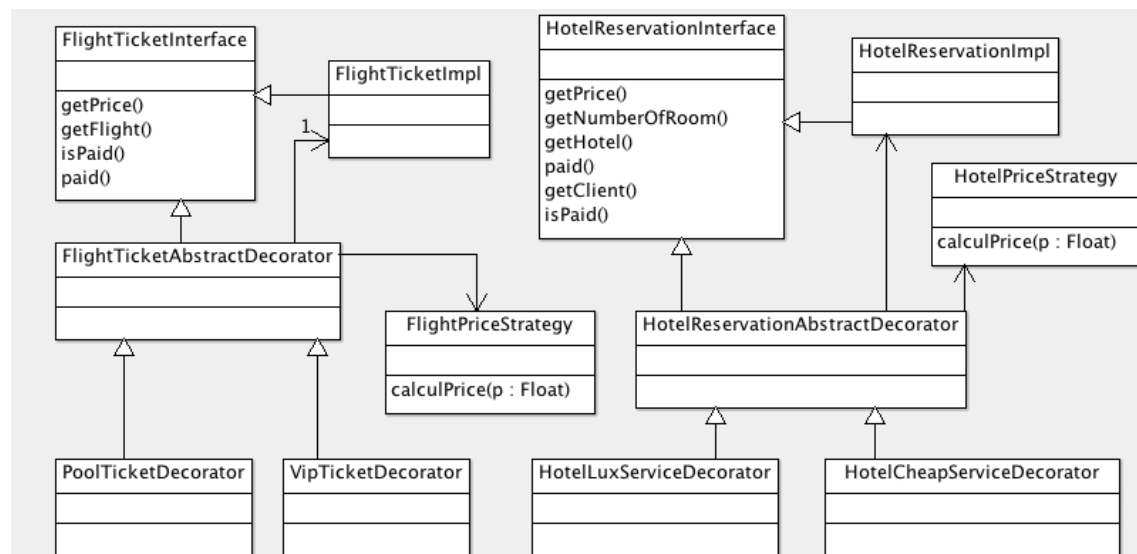 FlightTicketInterface
getPrice()
getFlight()
isPaid()
paid()
FlightTicketImpl
1
FlightTicketAbstractDecorator
FlightPriceStrategy
calculPrice(p : Float)
PoolTicketDecorator
VipTicketDecorator
HotelReservationInterface
getPrice()
getNumberOfRoom()
getHotel()
paid()
getClient()
isPaid()
HotelReservationImpl
HotelPriceStrategy
calculPrice(p : Float)
HotelReservationAbstractDecorator
HotelLuxServiceDecorator
HotelCheapServiceDecorator